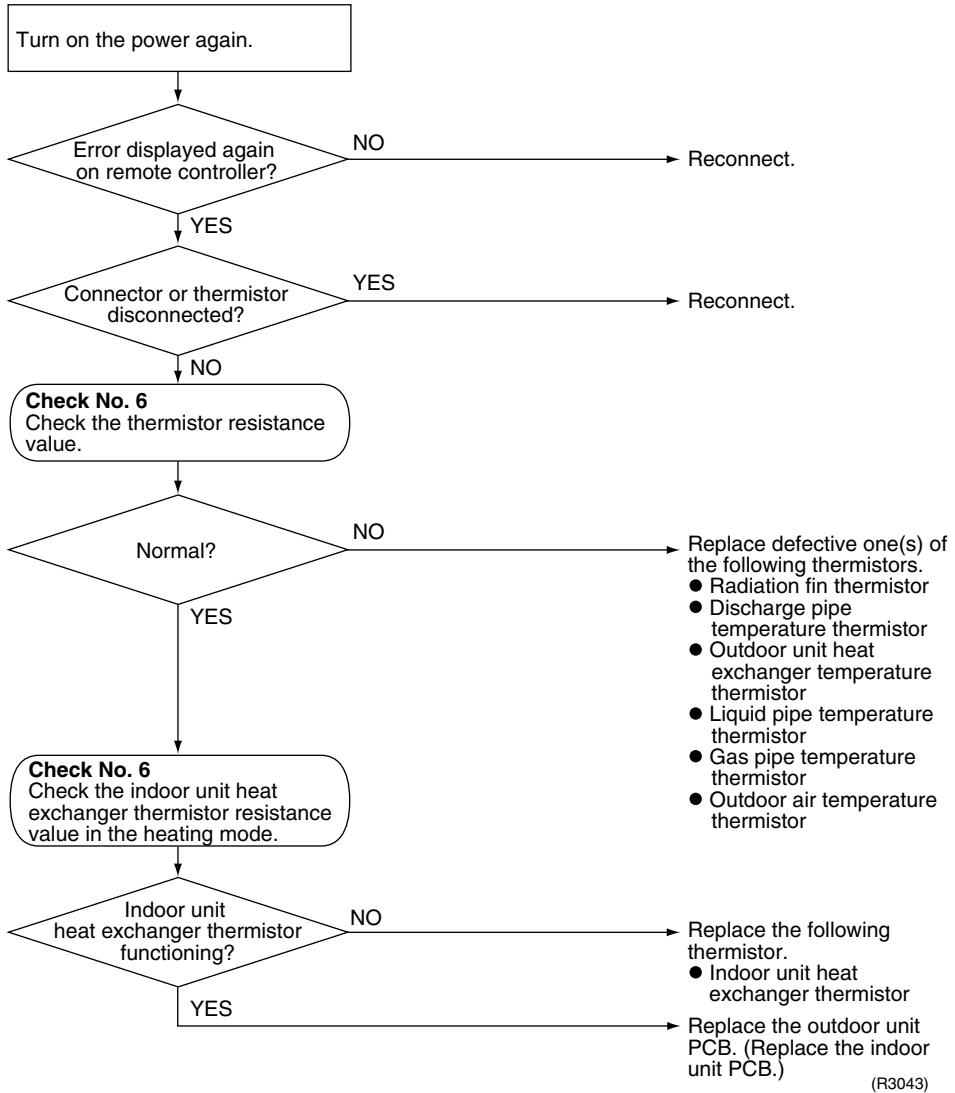 Turn on the power again.
Error displayed again
on remote controller?
NO
Reconnect.
YES
Connector or thermistor
disconnected?
YES
Reconnect.
NO
Check No. 6
Check the thermistor resistance
value.
Normal?
NO
Replace defective one(s) of
the following thermistors.
● Radiation fin thermistor
● Discharge pipe
temperature thermistor
● Outdoor unit heat
exchanger temperature
thermistor
● Liquid pipe temperature
thermistor
● Gas pipe temperature
thermistor
● Outdoor air temperature
thermistor
YES
Check No. 6
Check the indoor unit heat
exchanger thermistor resistance
value in the heating mode.
Indoor unit
heat exchanger thermistor
functioning?
NO
Replace the following
thermistor.
● Indoor unit heat
exchanger thermistor
YES
Replace the outdoor unit
PCB. (Replace the indoor
unit PCB.)
(R3043)